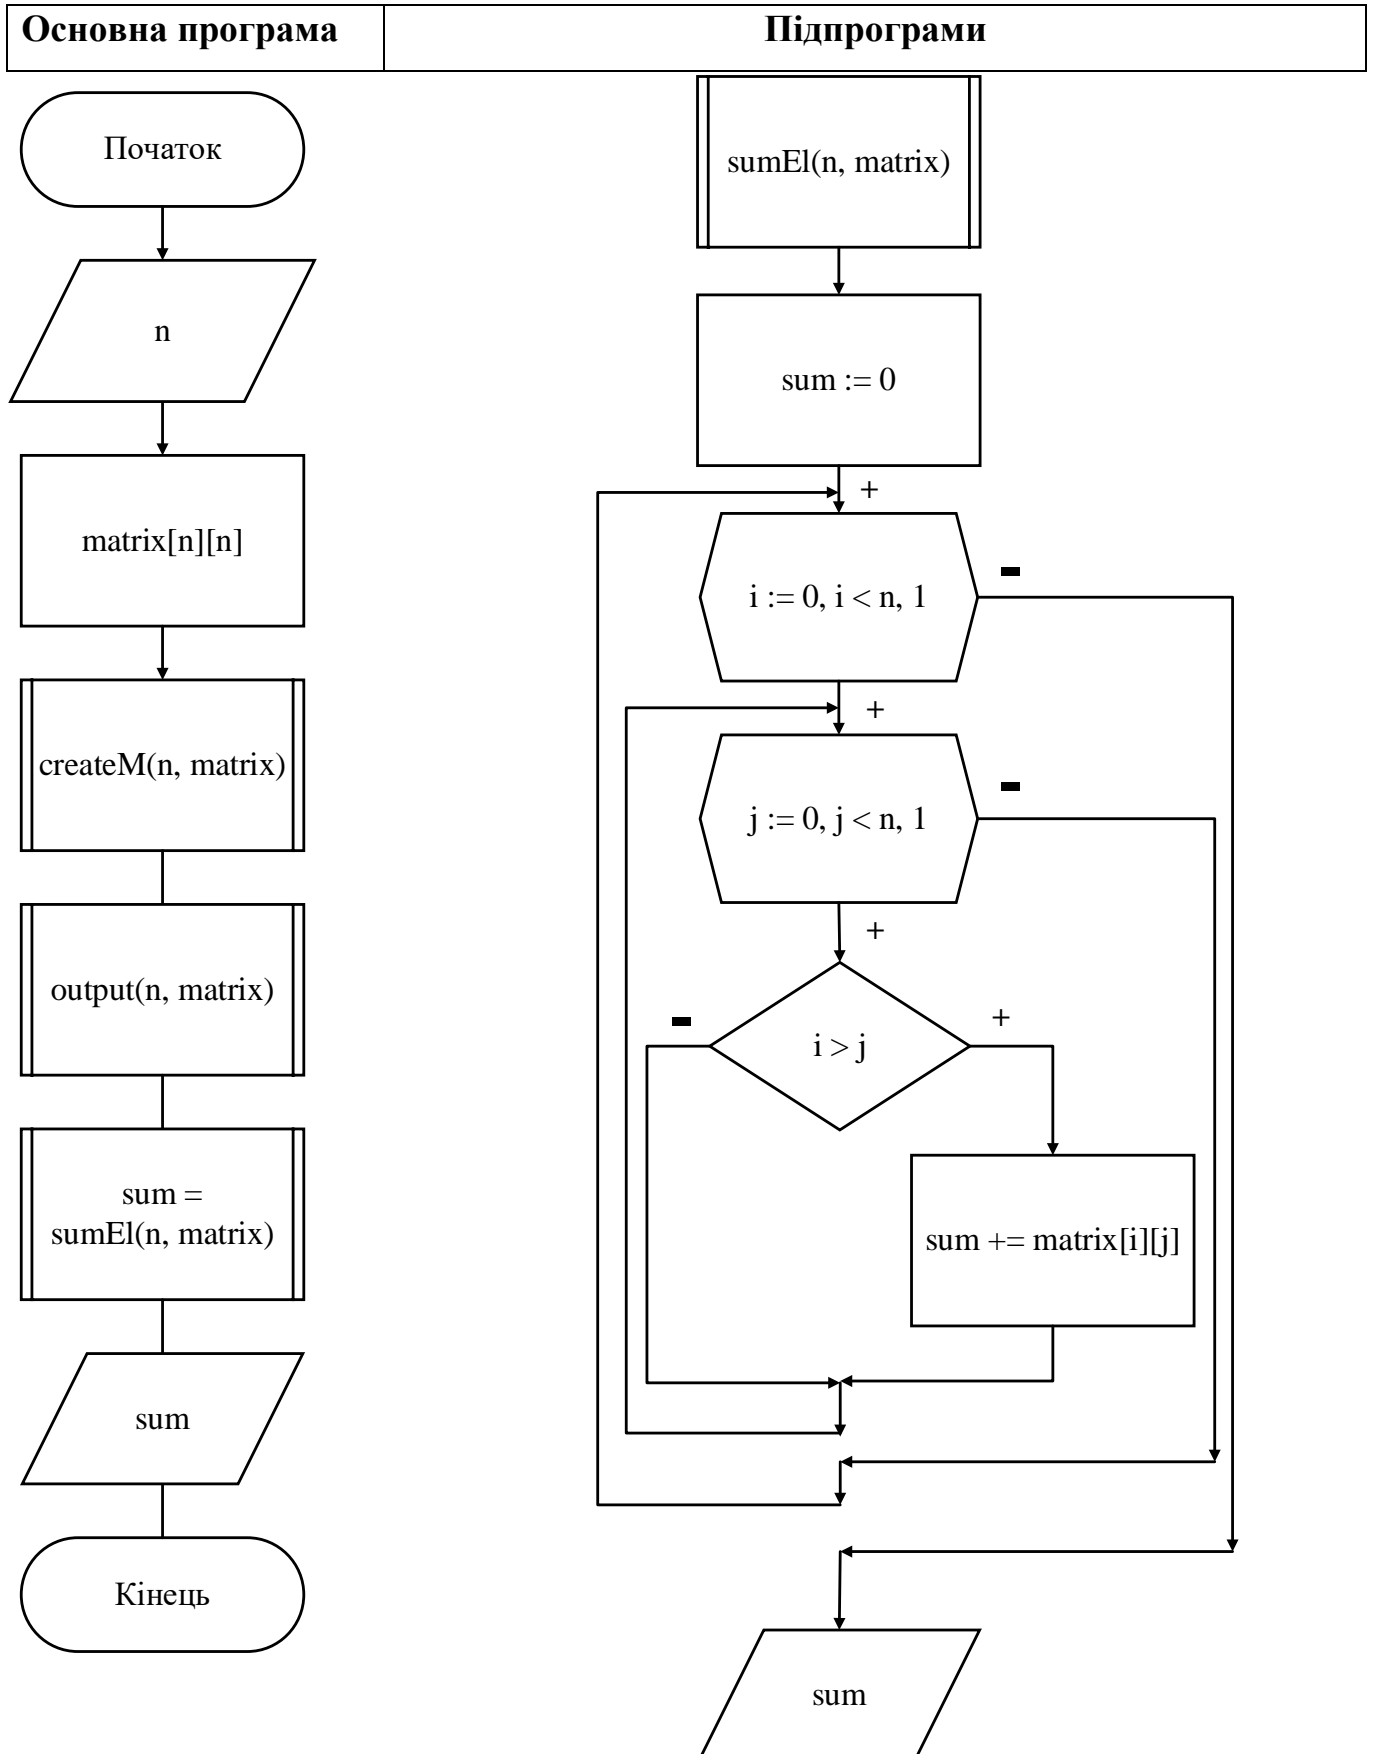 Основна програма
Підпрограми
Початок
n
matrix[n][n]
createM(n, matrix)
output(n, matrix)
sum =
sumEl(n, matrix)
sum
Кінець
sumEl(n, matrix)
sum := 0
+
i := 0, i < n, 1
-
+
j := 0, j < n, 1
-
+
i > j
-
+
sum += matrix[i][j]
sum